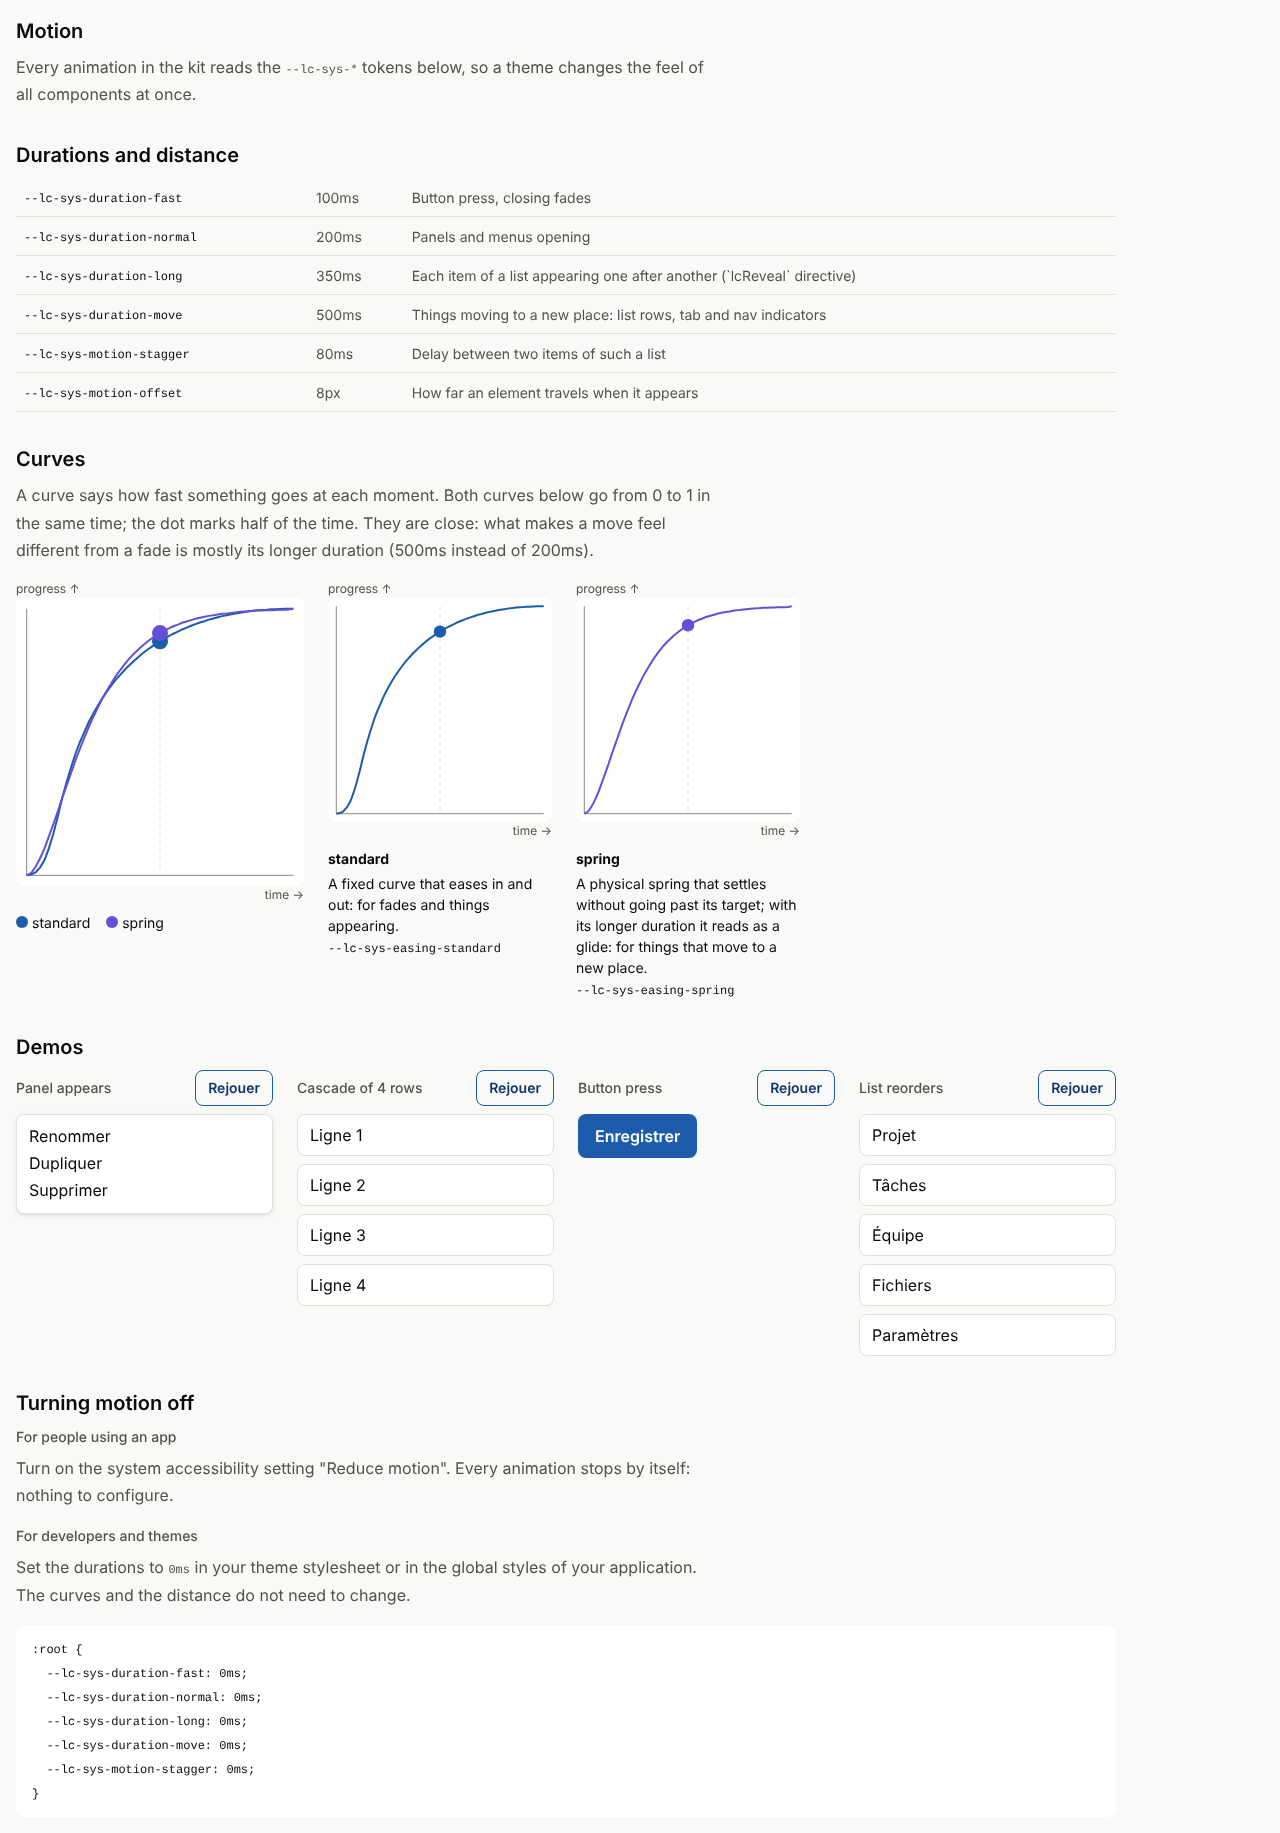 Motion
Every animation in the kit reads the --lc-sys-* tokens below, so a theme changes the feel of
all components at once.
Durations and distance
--lc-sys-duration-fast 100ms Button press, closing fades
--lc-sys-duration-normal 200ms Panels and menus opening
--lc-sys-duration-long 350ms Each item of a list appearing one after another (`lcReveal` directive)
--lc-sys-duration-move 500ms Things moving to a new place: list rows, tab and nav indicators
--lc-sys-motion-stagger 80ms Delay between two items of such a list
--lc-sys-motion-offset 8px How far an element travels when it appears
Curves
A curve says how fast something goes at each moment. Both curves below go from 0 to 1 in
the same time; the dot marks half of the time. They are close: what makes a move feel
different from a fade is mostly its longer duration (500ms instead of 200ms).
progress ↑
time →
standard spring
progress ↑
time →
standard
A fixed curve that eases in and
out: for fades and things
appearing.
--lc-sys-easing-standard
progress ↑
time →
spring
A physical spring that settles
without going past its target; with
its longer duration it reads as a
glide: for things that move to a
new place.
--lc-sys-easing-spring
Demos
Panel appears Rejouer
Renommer
Dupliquer
Supprimer
Cascade of 4 rows Rejouer
Ligne 1
Ligne 2
Ligne 3
Ligne 4
Button press Rejouer
Enregistrer
List reorders Rejouer
Projet
Tâches
Équipe
Fichiers
Paramètres
Turning motion off
For people using an app
Turn on the system accessibility setting "Reduce motion". Every animation stops by itself:
nothing to configure.
For developers and themes
Set the durations to 0ms in your theme stylesheet or in the global styles of your application.
The curves and the distance do not need to change.
:root {
--lc-sys-duration-fast: 0ms;
--lc-sys-duration-normal: 0ms;
--lc-sys-duration-long: 0ms;
--lc-sys-duration-move: 0ms;
--lc-sys-motion-stagger: 0ms;
}